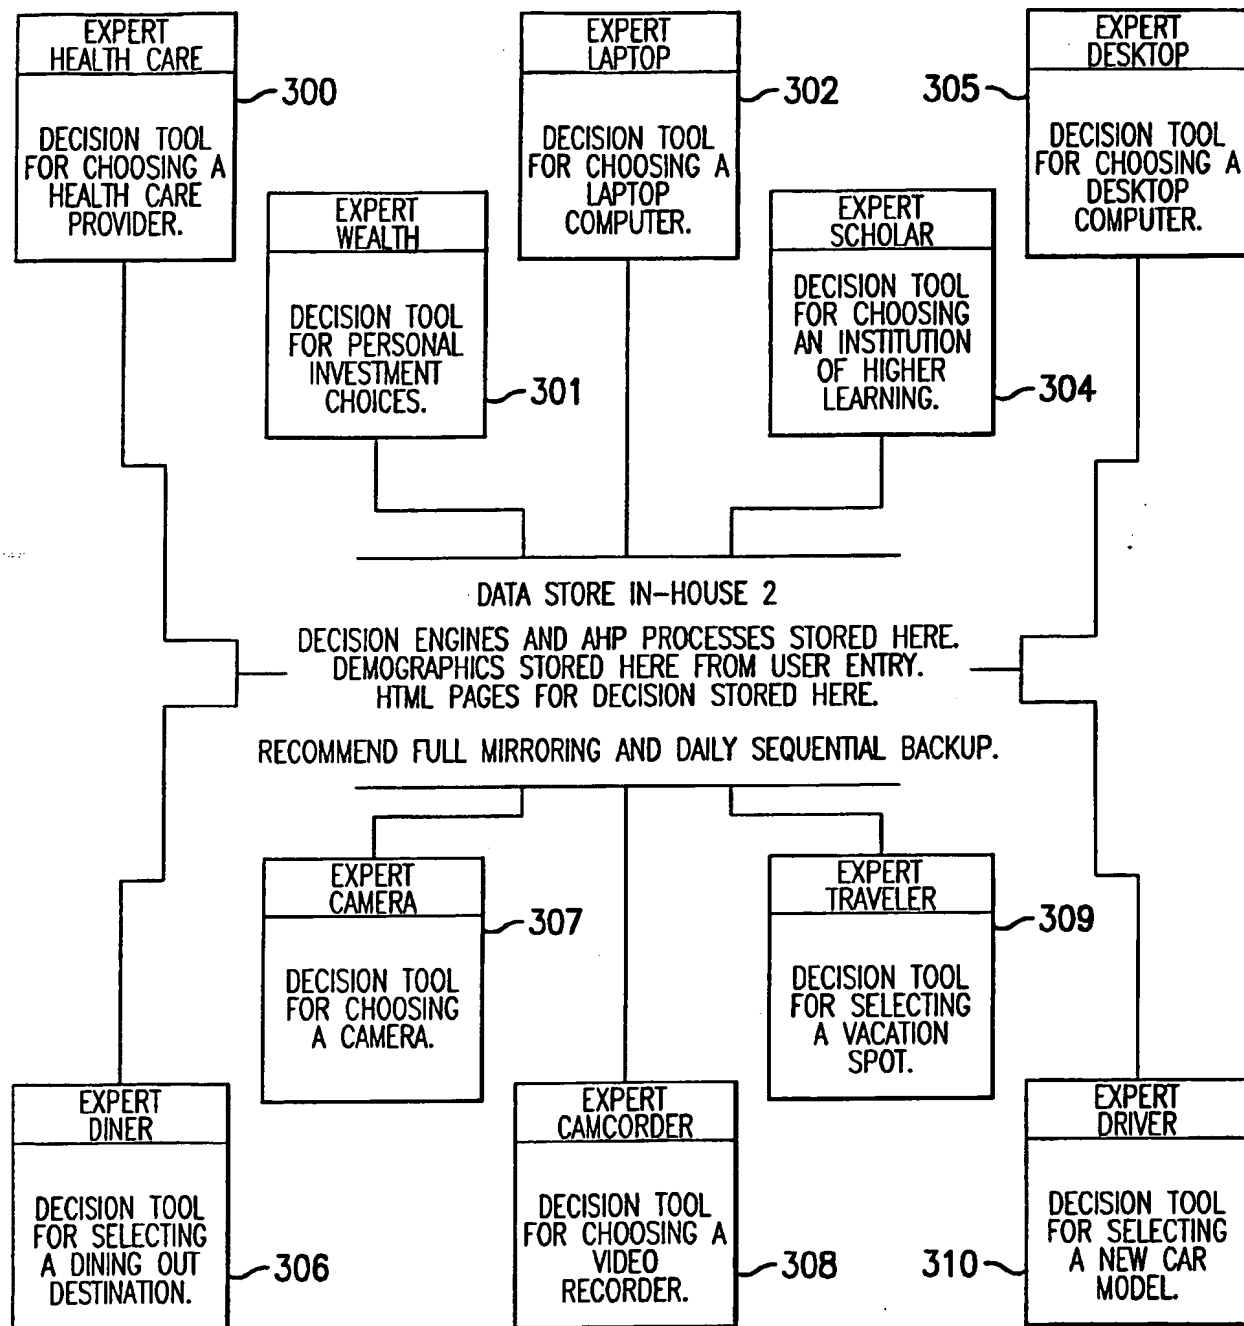 EXPERT
HEALTH CARE
300
DECISION TOOL
FOR CHOOSING A
HEALTH CARE
PROVIDER.
EXPERT
WEALTH
DECISION TOOL
FOR PERSONAL
INVESTMENT
CHOICES.
301
EXPERT
LAPTOP
302
DECISION TOOL
FOR CHOOSING A
LAPTOP
COMPUTER.
EXPERT
SCHOLAR
DECISION TOOL
FOR CHOOSING
AN INSTITUTION
OF HIGHER
LEARNING.
304
EXPERT
DESKTOP
305
DECISION TOOL
FOR CHOOSING A
DESKTOP
COMPUTER.
DATA STORE IN-HOUSE 2
DECISION ENGINES AND AHP PROCESSES STORED HERE.
DEMOGRAPHICS STORED HERE FROM USER ENTRY.
HTML PAGES FOR DECISION STORED HERE.
RECOMMEND FULL MIRRORING AND DAILY SEQUENTIAL BACKUP.
EXPERT
DINER
DECISION TOOL
FOR SELECTING
A DINING OUT
DESTINATION.
306
EXPERT
CAMERA
307
DECISION TOOL
FOR CHOOSING
A CAMERA.
EXPERT
CAMCORDER
DECISION TOOL
FOR CHOOSING A
VIDEO
RECORDER.
308
EXPERT
TRAVELER
309
DECISION TOOL
FOR SELECTING
A VACATION
SPOT.
EXPERT
DRIVER
DECISION TOOL
FOR SELECTING
A NEW CAR
MODEL.
310